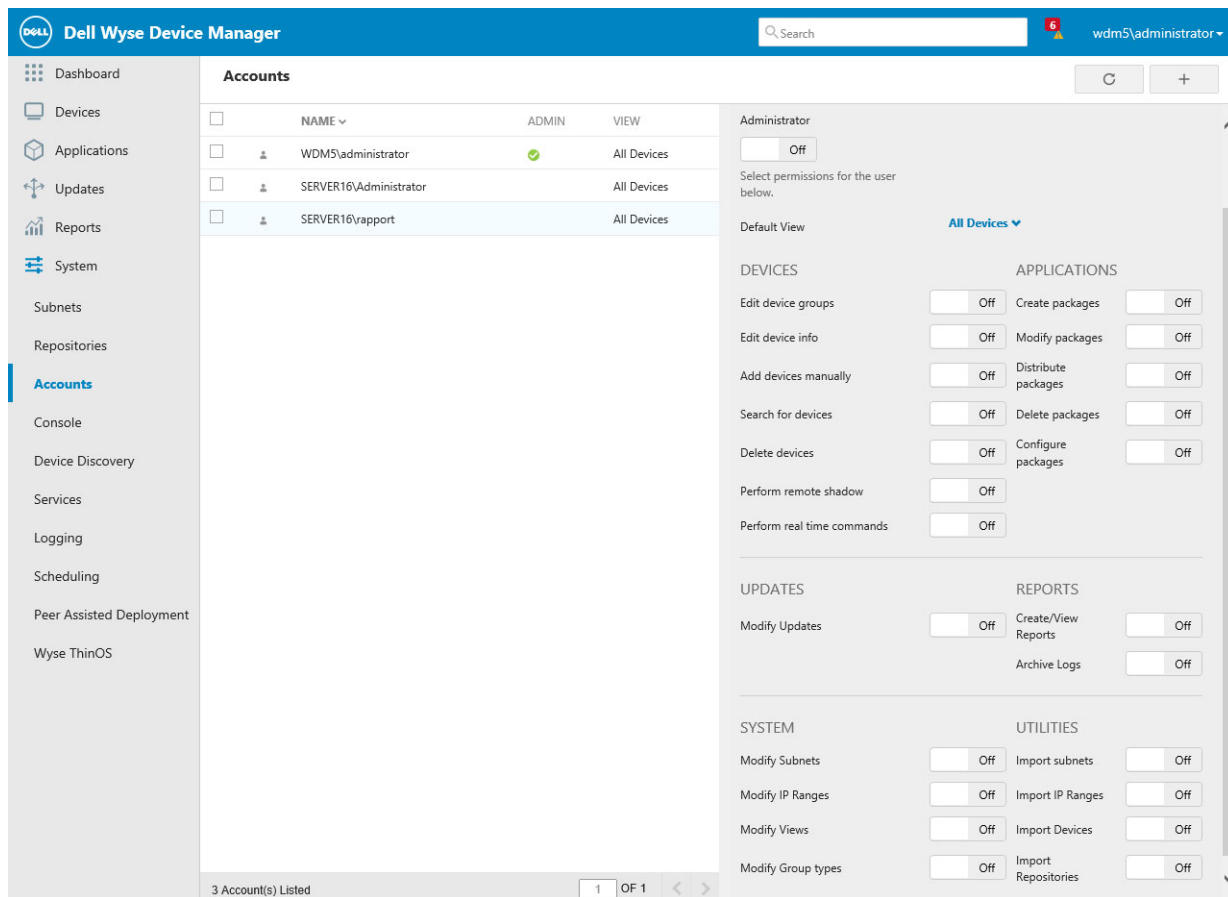 DELL
Dell Wyse Device Manager
Search
6
wdm5\administrator
Dashboard
Devices
Applications
Updates
Reports
System
Subnets
Repositories
Accounts
Console
Device Discovery
Services
Logging
Scheduling
Peer Assisted Deployment
Wyse ThinOS
Accounts
NAME
ADMIN
VIEW
WDM5\administrator
All Devices
SERVER16\Administrator
All Devices
SERVER16\rapport
All Devices
3 Account(s) Listed
1 OF 1
Administrator
Off
Select permissions for the user
below.
Default View
All Devices
DEVICES
Edit device groups Off
Edit device info Off
Add devices manually Off
Search for devices Off
Delete devices Off
Perform remote shadow Off
Perform real time commands Off
APPLICATIONS
Create packages Off
Modify packages Off
Distribute
packages Off
Delete packages Off
Configure
packages Off
UPDATES
Modify Updates Off
REPORTS
Create/View
Reports Off
Archive Logs Off
SYSTEM
Modify Subnets Off
Modify IP Ranges Off
Modify Views Off
Modify Group types Off
UTILITIES
Import subnets Off
Import IP Ranges Off
Import Devices Off
Import
Repositories Off